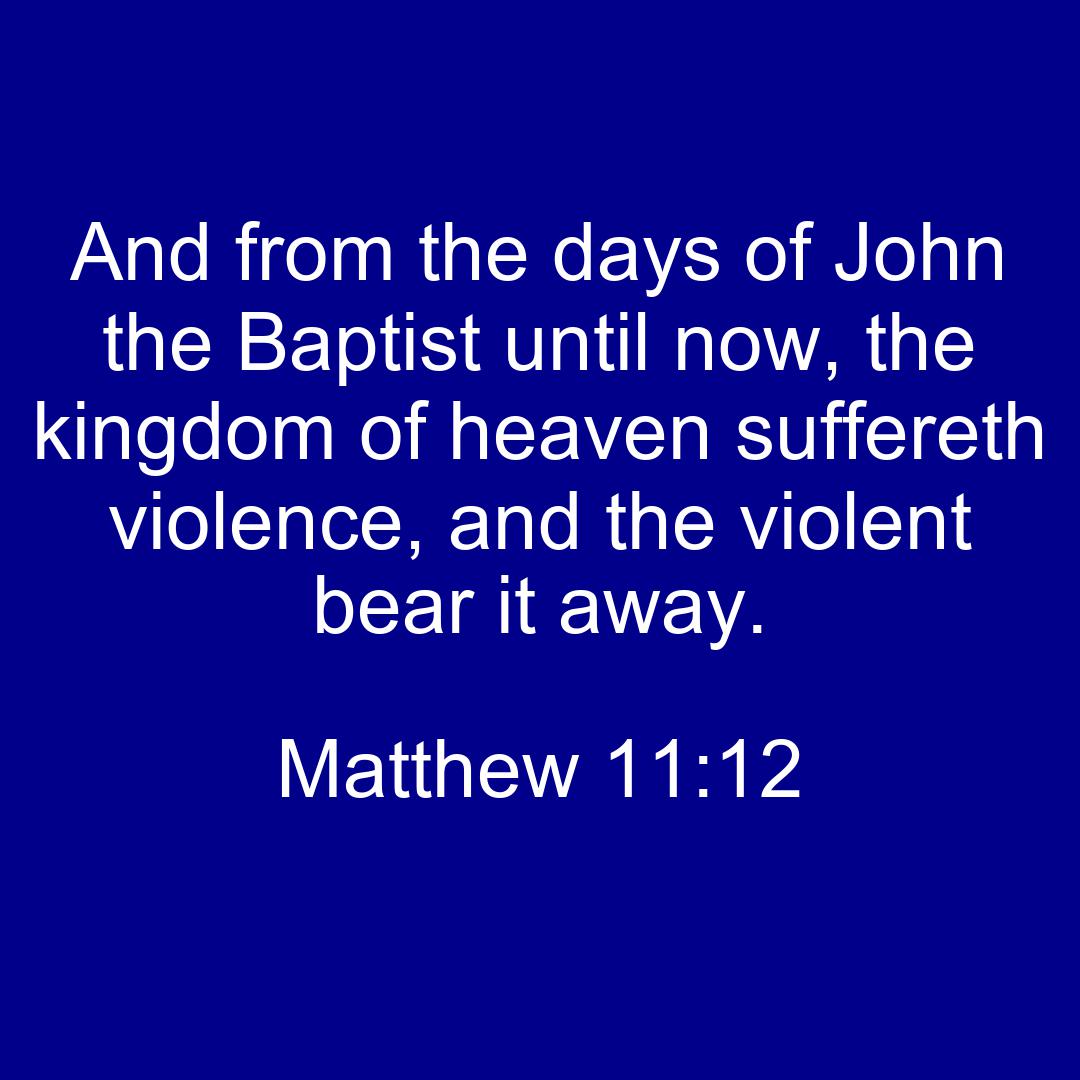 And from the days of John
the Baptist until now, the
kingdom of heaven suffereth
violence, and the violent
bear it away.
Matthew 11:12